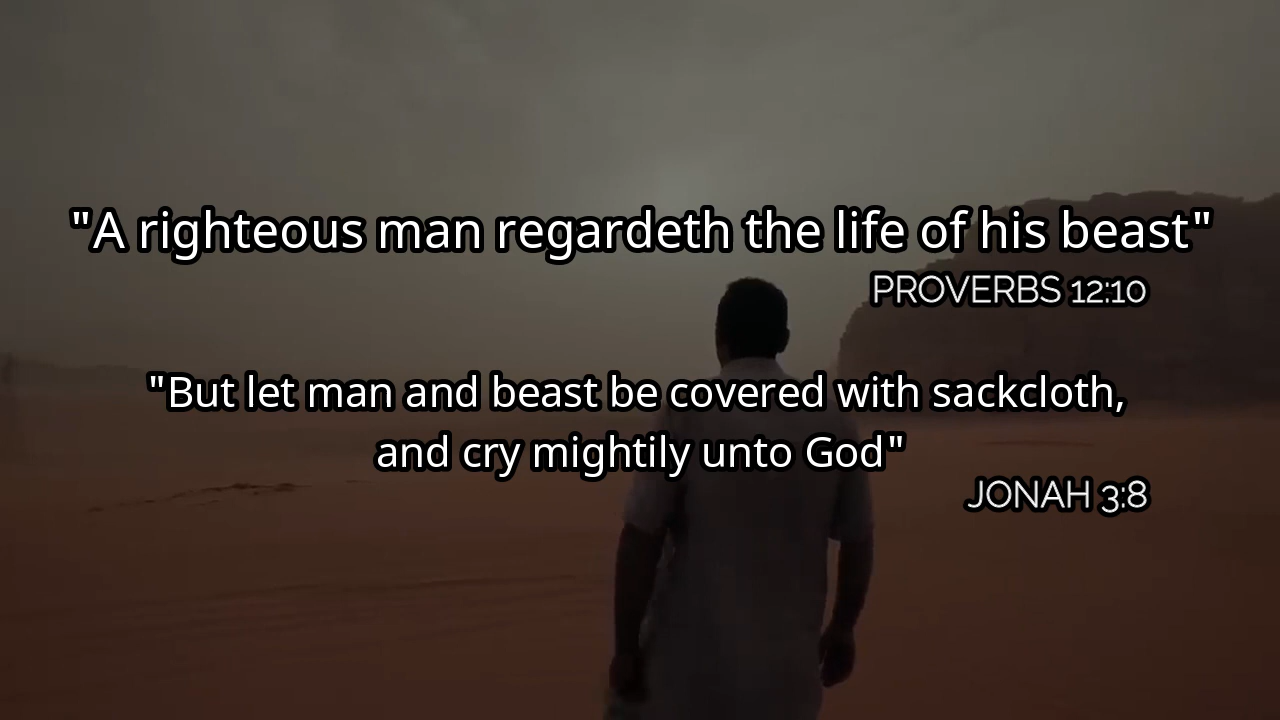 "A righteous man regardeth the life of his beast"
PROVERBS 12:10
"But let man and beast be covered with sackcloth,
and cry mightily unto God"
JONAH 3:8